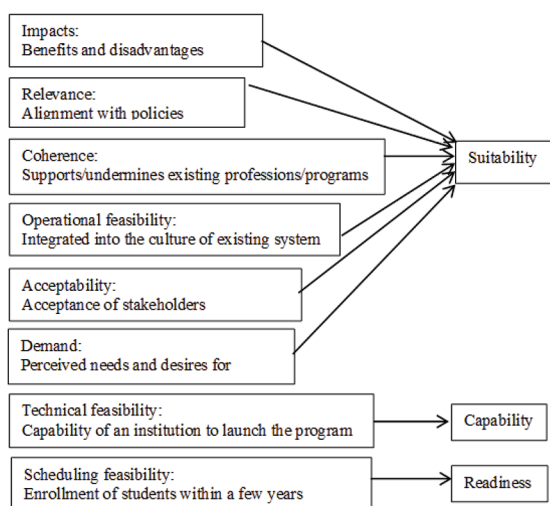 Impacts:
Benefits and disadvantages
Relevance:
Alignment with policies
Coherence:
Supports/undermines existing professions/programs
Suitability
Operational feasibility:
Integrated into the culture of existing system
Acceptability:
Acceptance of stakeholders
Demand:
Perceived needs and desires for
Technical feasibility:
Capability of an institution to launch the program
Capability
Scheduling feasibility:
Enrollment of students within a few years
Readiness